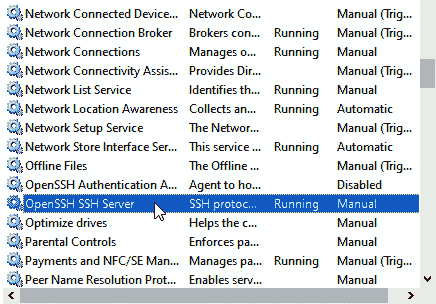 Network Connected Device... Network Co... Manual (Trig...
Network Connection Broker Brokers con... Running Manual (Trig...
Network Connections Manages o... Running Manual
Network Connectivity Assis... Provides Dir... Manual (Trig...
Network List Service Identifies th... Running Manual
Network Location Awareness Collects an... Running Automatic
Network Setup Service The Networ... Manual (Trig...
Network Store Interface Ser... This service ... Running Automatic
Offline Files The Offline ... Manual (Trig...
OpenSSH Authentication A... Agent to ho... Disabled
OpenSSH SSH Server SSH protoc... Running Manual
Optimize drives Helps the c... Manual
Parental Controls Enforces pa... Manual
Payments and NFC/SE Man... Manages pa... Running Manual (Trig...
Peer Name Resolution Prot... Enables serv... Manual